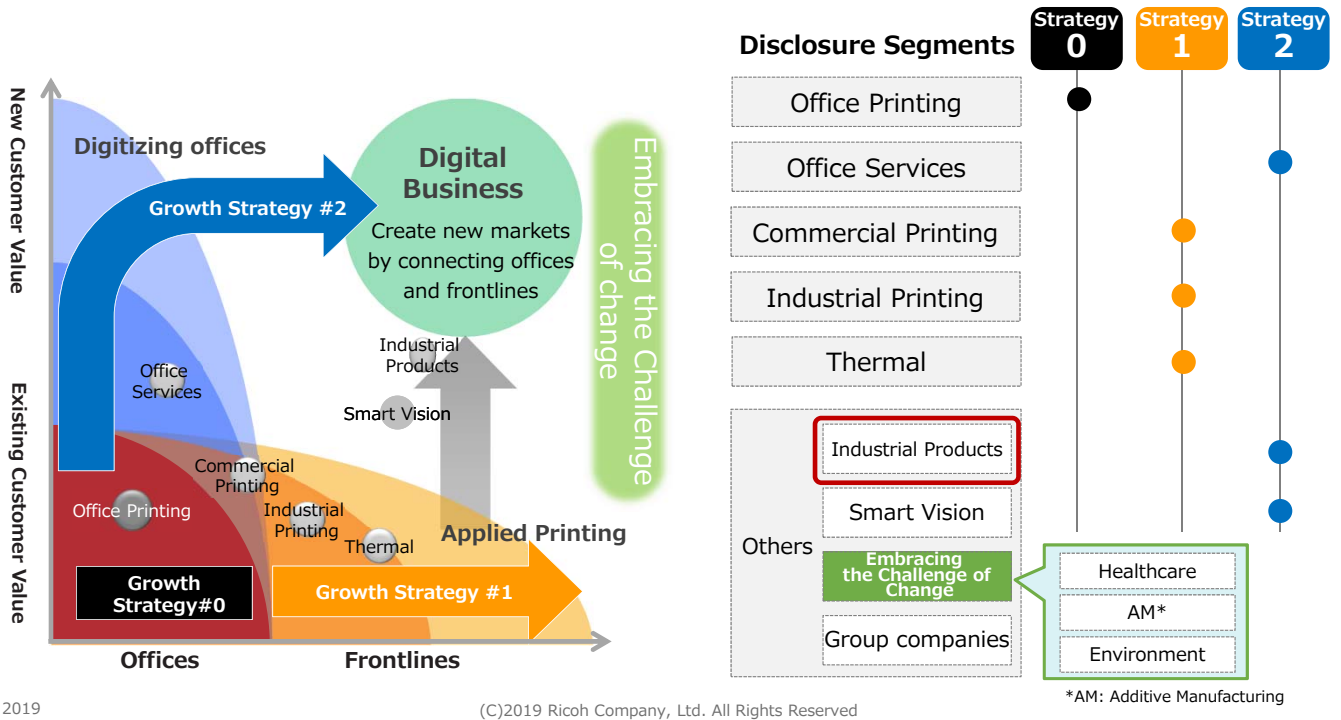 New Customer Value
Existing Customer Value
Digitizing offices
Growth Strategy #2
Digital
Business
Create new markets
by connecting offices
and frontlines
Embracing the Challenge
of change
Industrial
Products
Office
Services
Smart Vision
Commercial
Printing
Office Printing
Industrial
Printing
Thermal
Applied Printing
Growth
Strategy#0
Growth Strategy #1
Offices
Frontlines
Disclosure Segments
Strategy
0
Strategy
1
Strategy
2
Office Printing
Office Services
Commercial Printing
Industrial Printing
Thermal
Others
Industrial Products
Smart Vision
Embracing
the Challenge of
Change
Group companies
Healthcare
AM*
Environment
*AM: Additive Manufacturing
2019
(C)2019 Ricoh Company, Ltd. All Rights Reserved